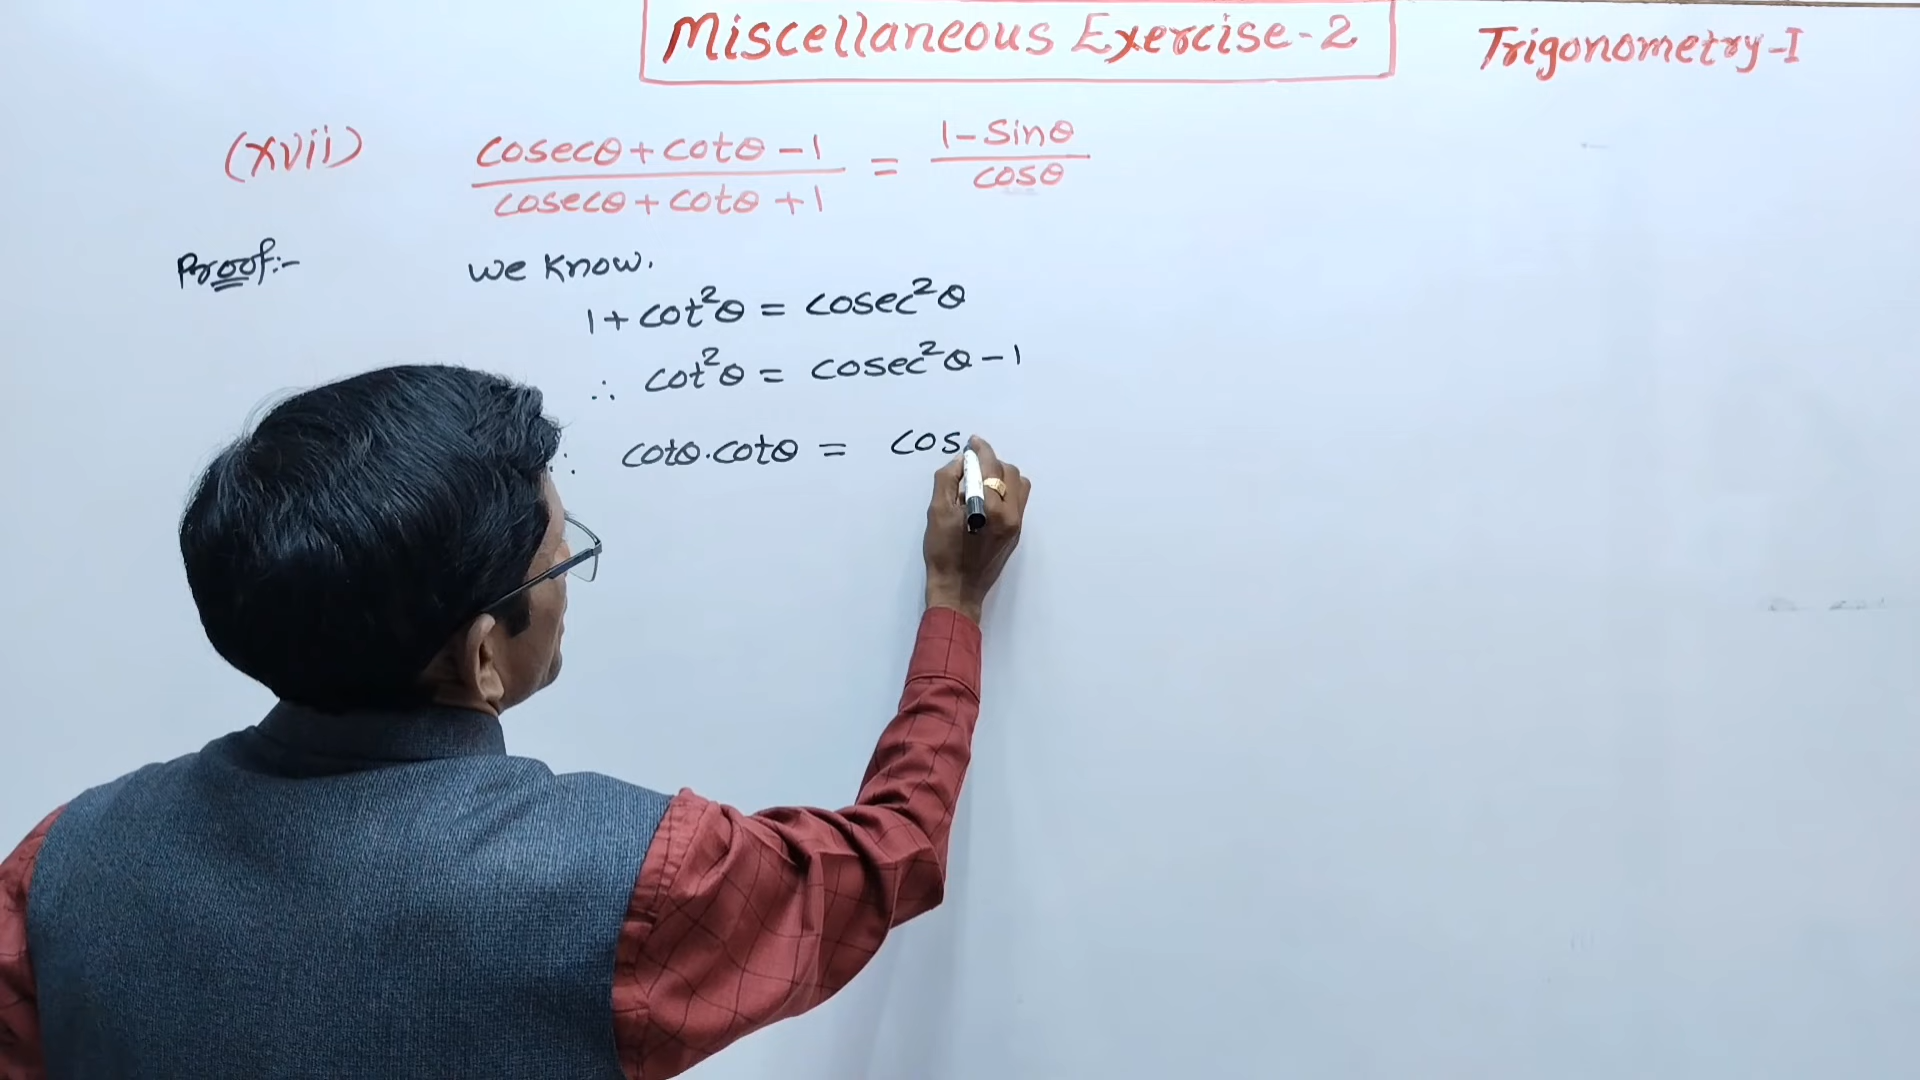 Miscellaneous Exercise-2
Trigonometry-I
(xvii) (cosecθ + cotθ - 1)/(cosecθ + cotθ + 1) = (1 - sinθ)/cosθ
Proof:- we know.
1 + cot²θ = cosec²θ
∴ cot²θ = cosec²θ - 1
∴ cotθ.cotθ = cos